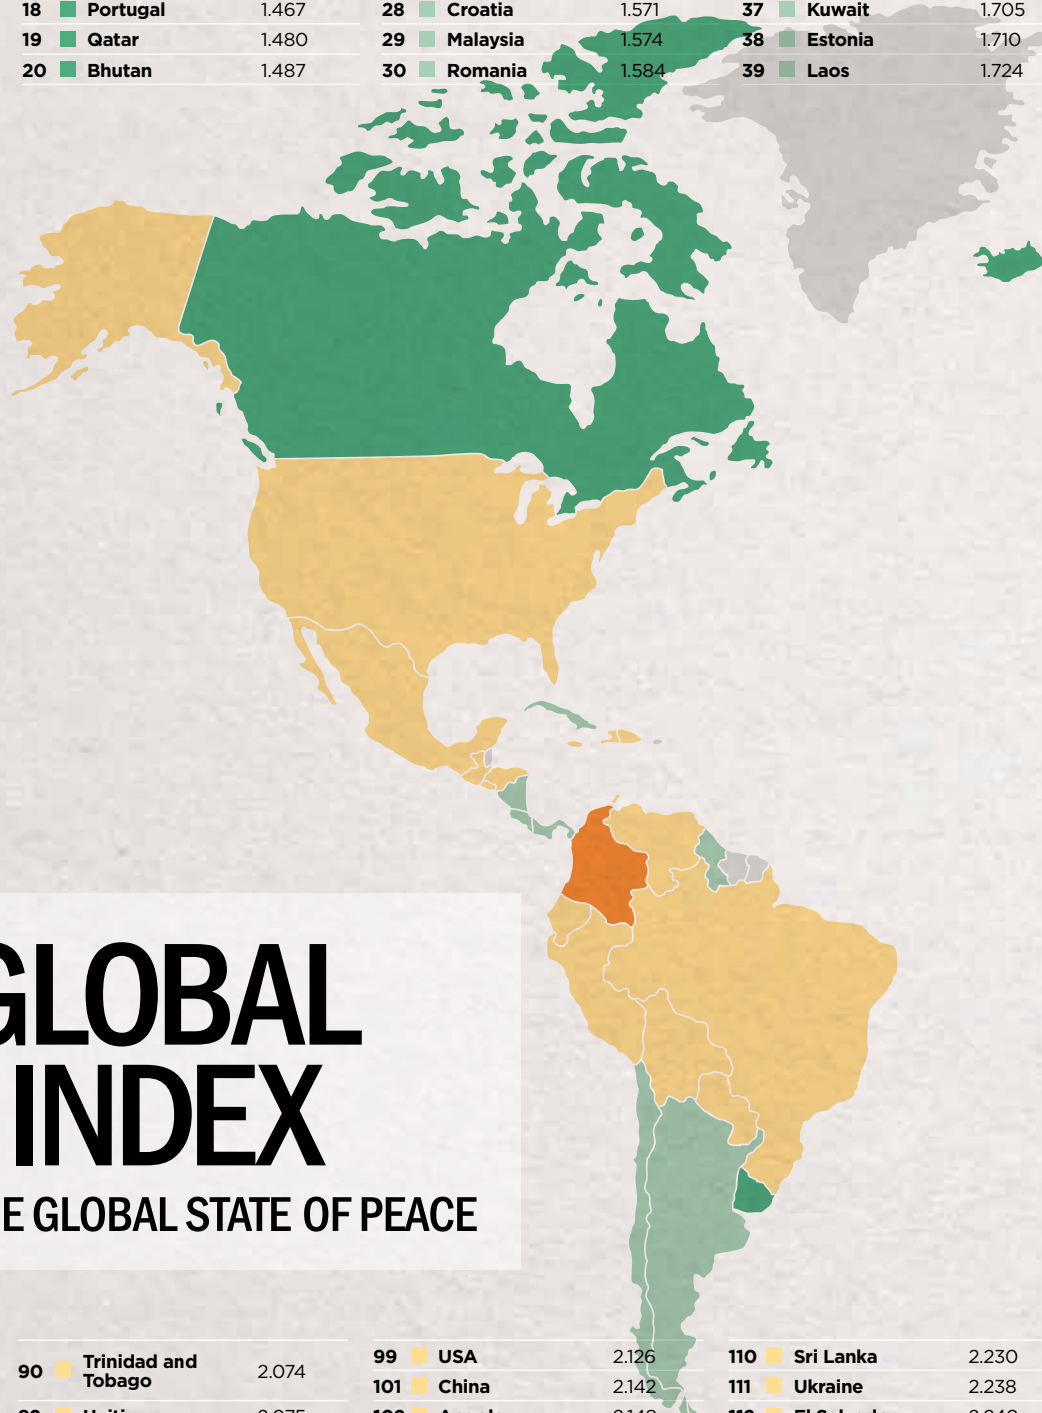 18 Portugal 1.467
19 Qatar 1.480
20 Bhutan 1.487
28 Croatia 1.571
29 Malaysia 1.574
30 Romania 1.584
37 Kuwait 1.705
38 Estonia 1.710
39 Laos 1.724
GLOBAL
INDEX
E GLOBAL STATE OF PEACE
90 Trinidad and
Tobago 2.074
99 USA 2.126
101 China 2.142
110 Sri Lanka 2.230
111 Ukraine 2.238